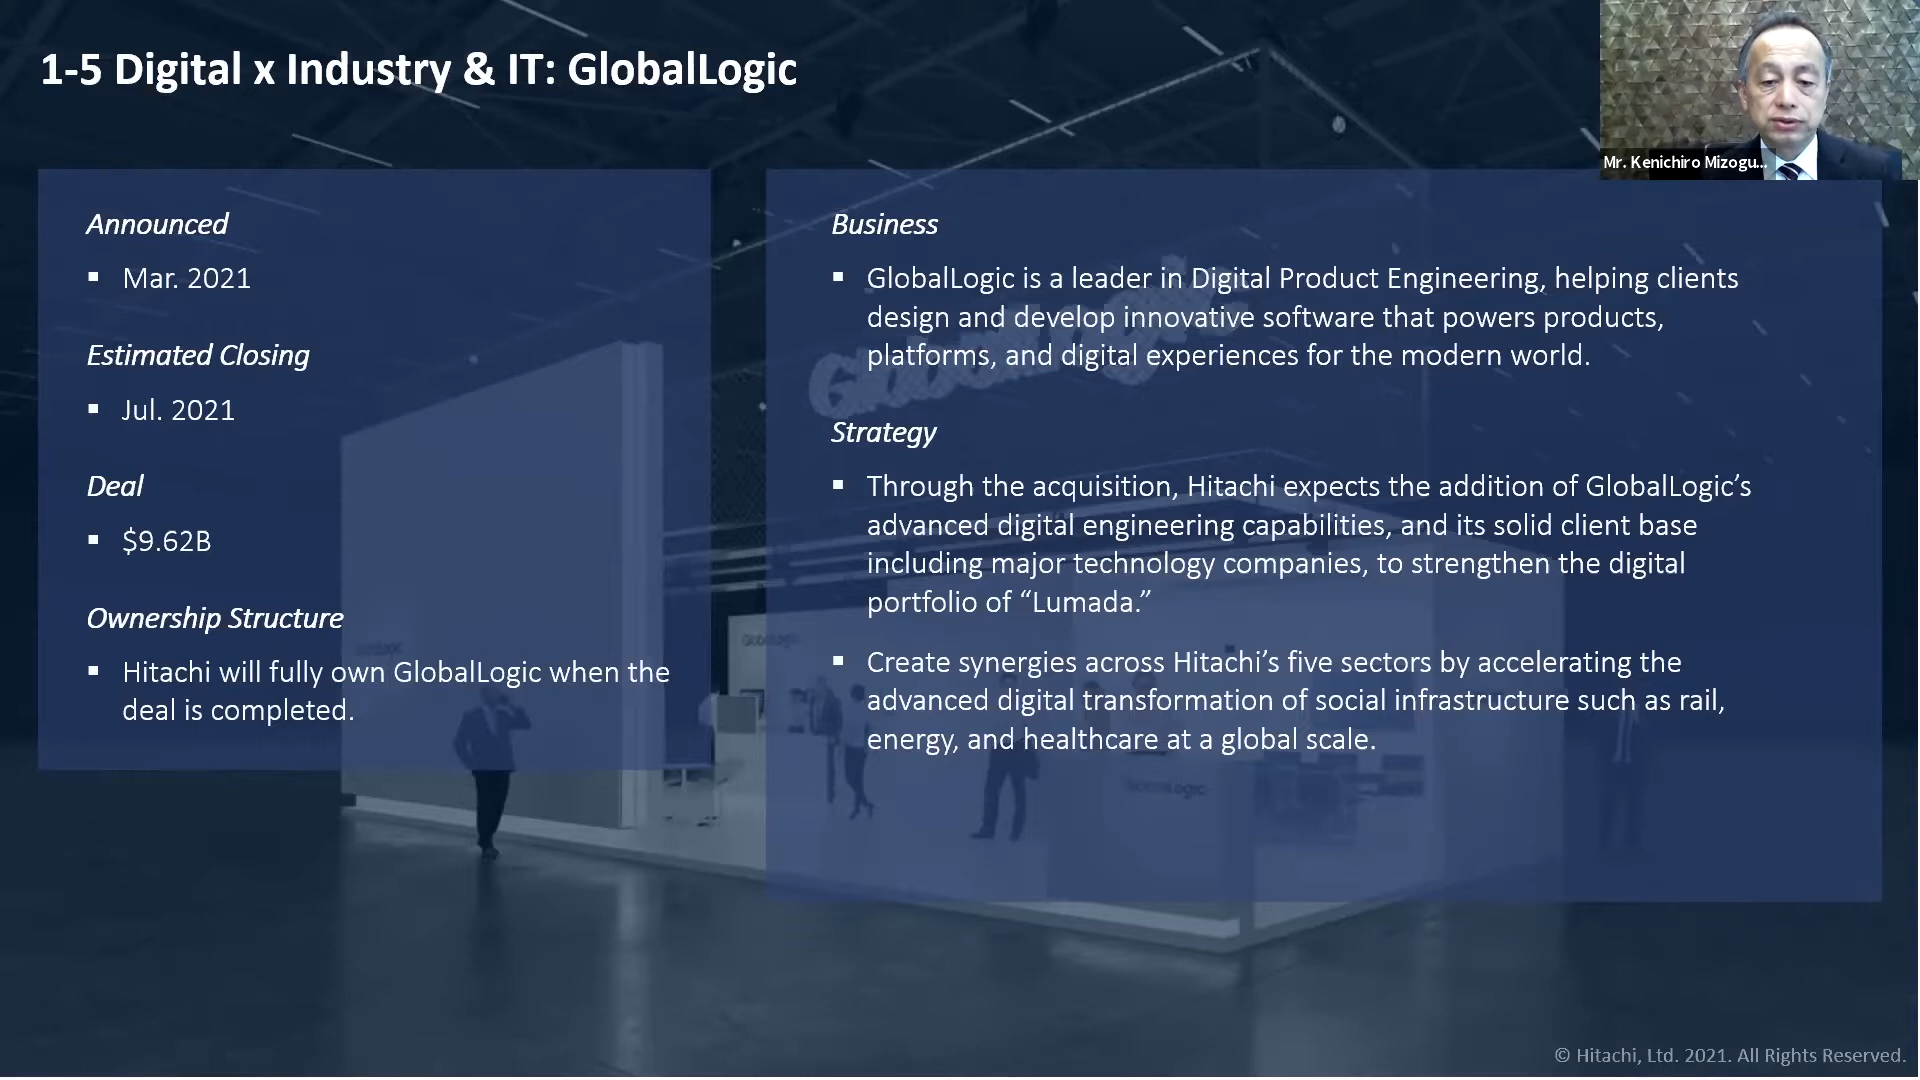 1-5 Digital x Industry & IT: GlobalLogic
Mr. Kenichiro Mizogu...
Announced
▪ Mar. 2021
Estimated Closing
▪ Jul. 2021
Deal
▪ $9.62B
Ownership Structure
▪ Hitachi will fully own GlobalLogic when the
deal is completed.
Business
▪ GlobalLogic is a leader in Digital Product Engineering, helping clients
design and develop innovative software that powers products,
platforms, and digital experiences for the modern world.
Strategy
▪ Through the acquisition, Hitachi expects the addition of GlobalLogic’s
advanced digital engineering capabilities, and its solid client base
including major technology companies, to strengthen the digital
portfolio of “Lumada.”
▪ Create synergies across Hitachi’s five sectors by accelerating the
advanced digital transformation of social infrastructure such as rail,
energy, and healthcare at a global scale.
GlobalLogic
GlobalLogic
GlobalLogic
© Hitachi, Ltd. 2021. All Rights Reserved.